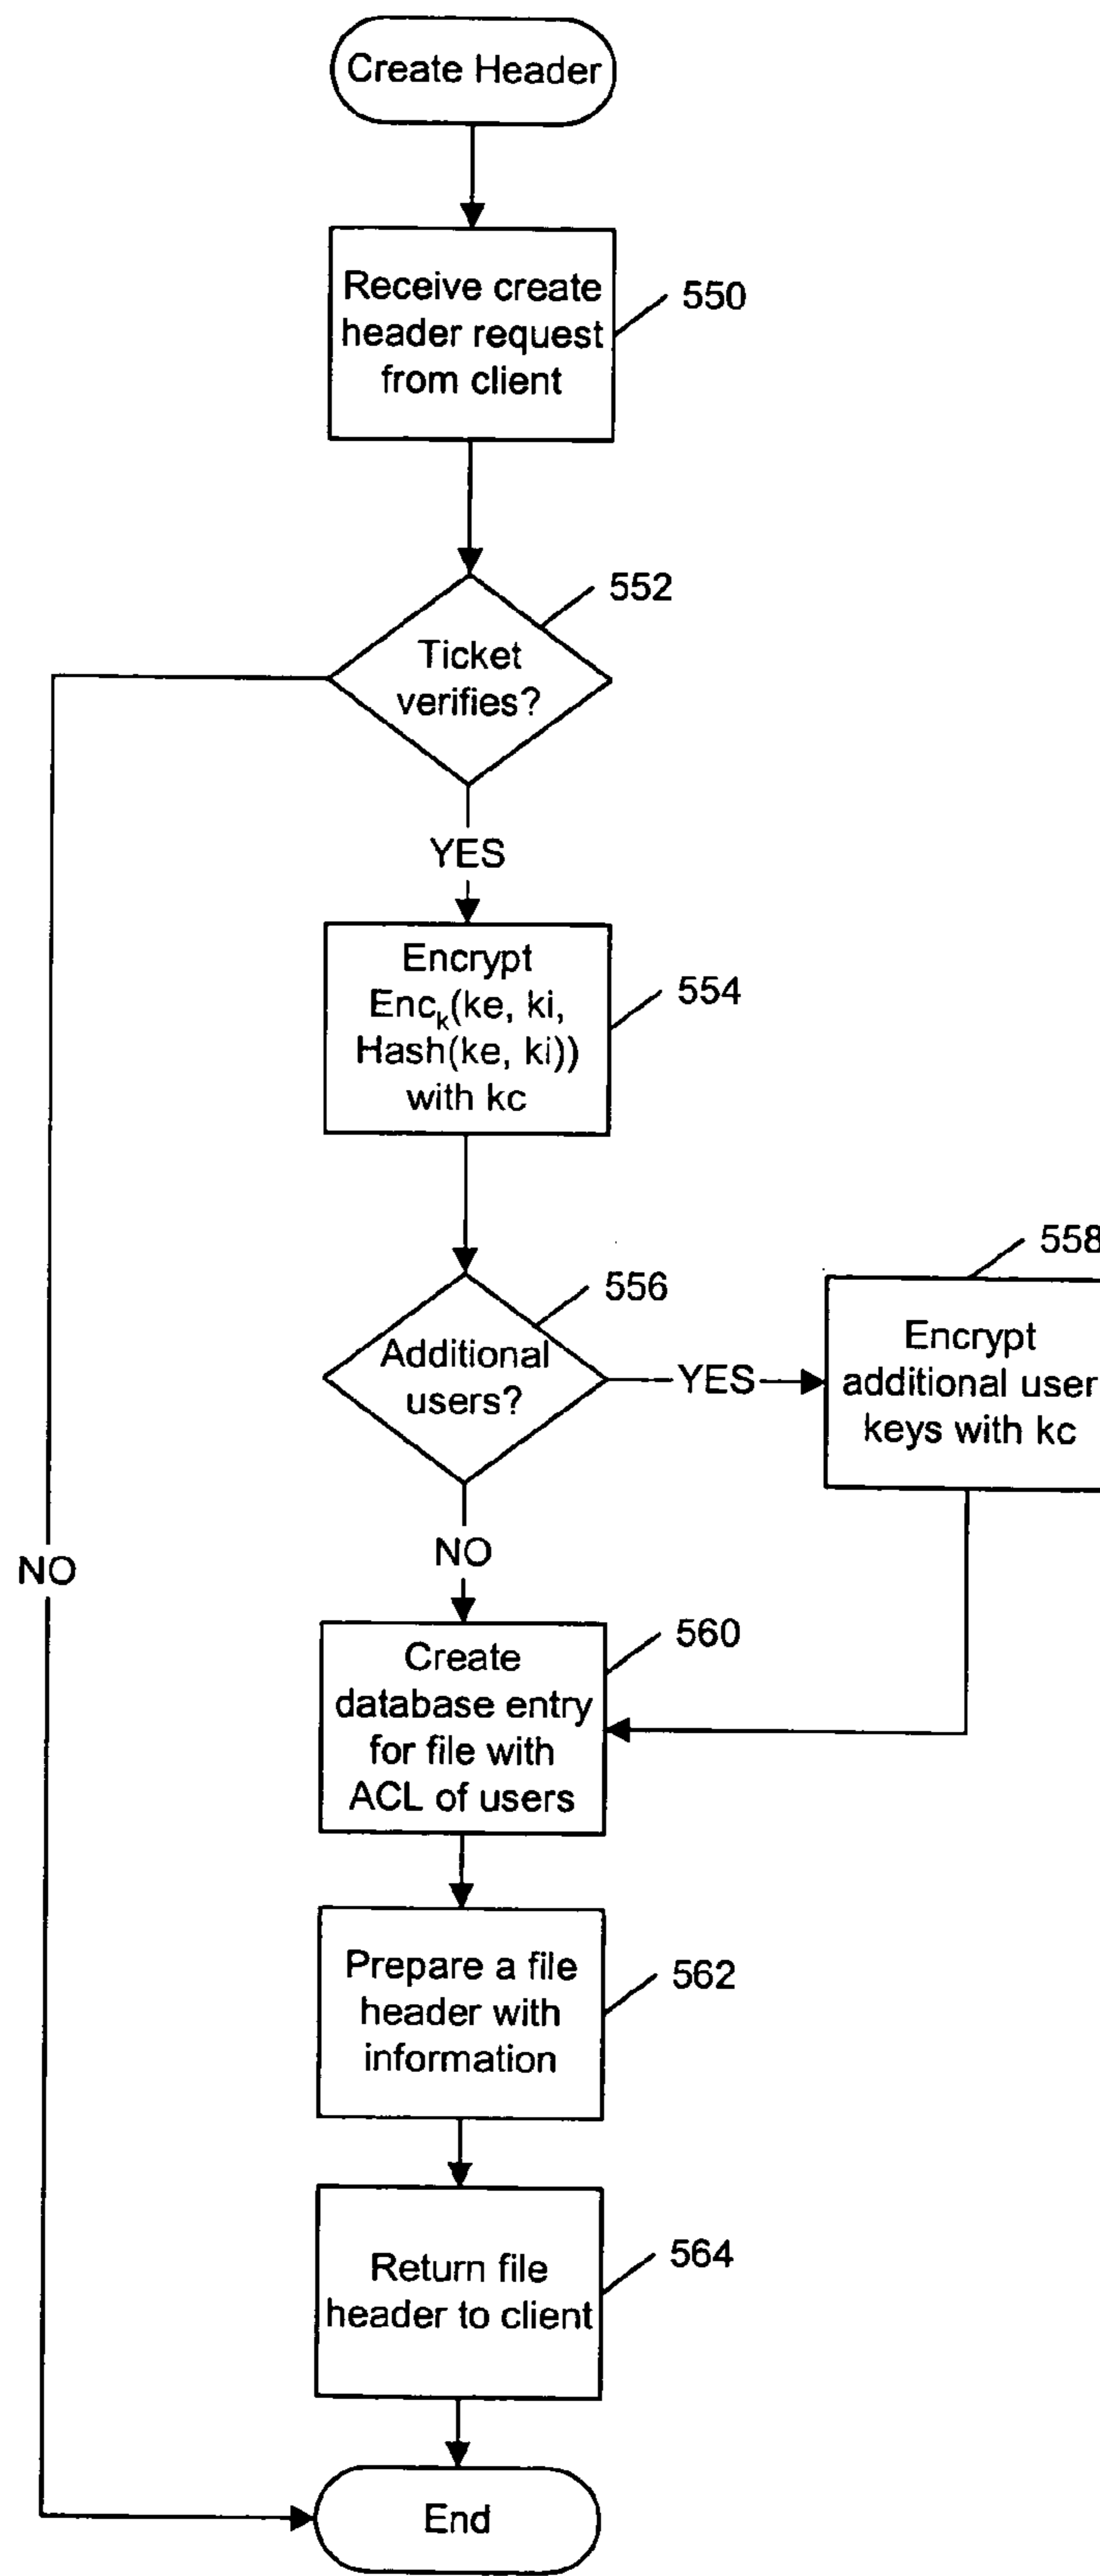 Create Header
Receive create
header request
from client
550
552
Ticket
verifies?
YES
Encrypt
Enck(ke, ki,
Hash(ke, ki))
with kc
554
556
Additional
users?
YES
558
Encrypt
additional user
keys with kc
NO
NO
Create
database entry
for file with
ACL of users
560
Prepare a file
header with
information
562
Return file
header to client
564
End